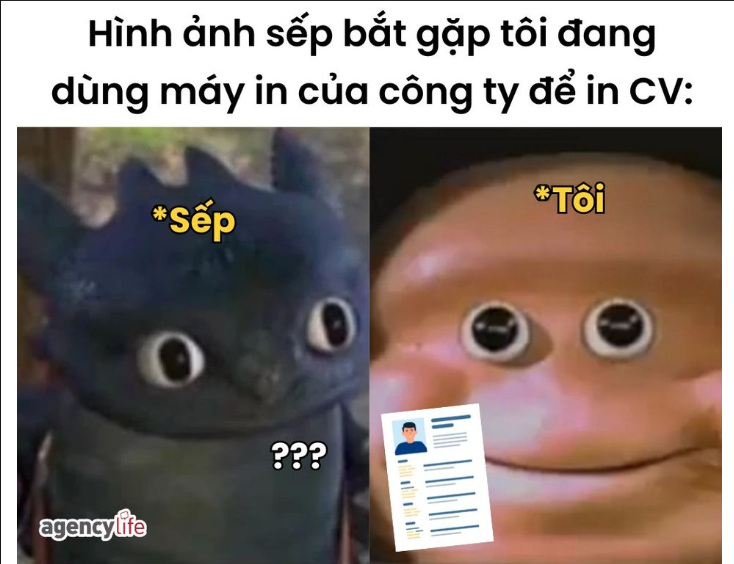 Hình ảnh sếp bắt gặp tôi đang
dùng máy in của công ty để in CV:
*Sếp
*Tôi
???
agencylife